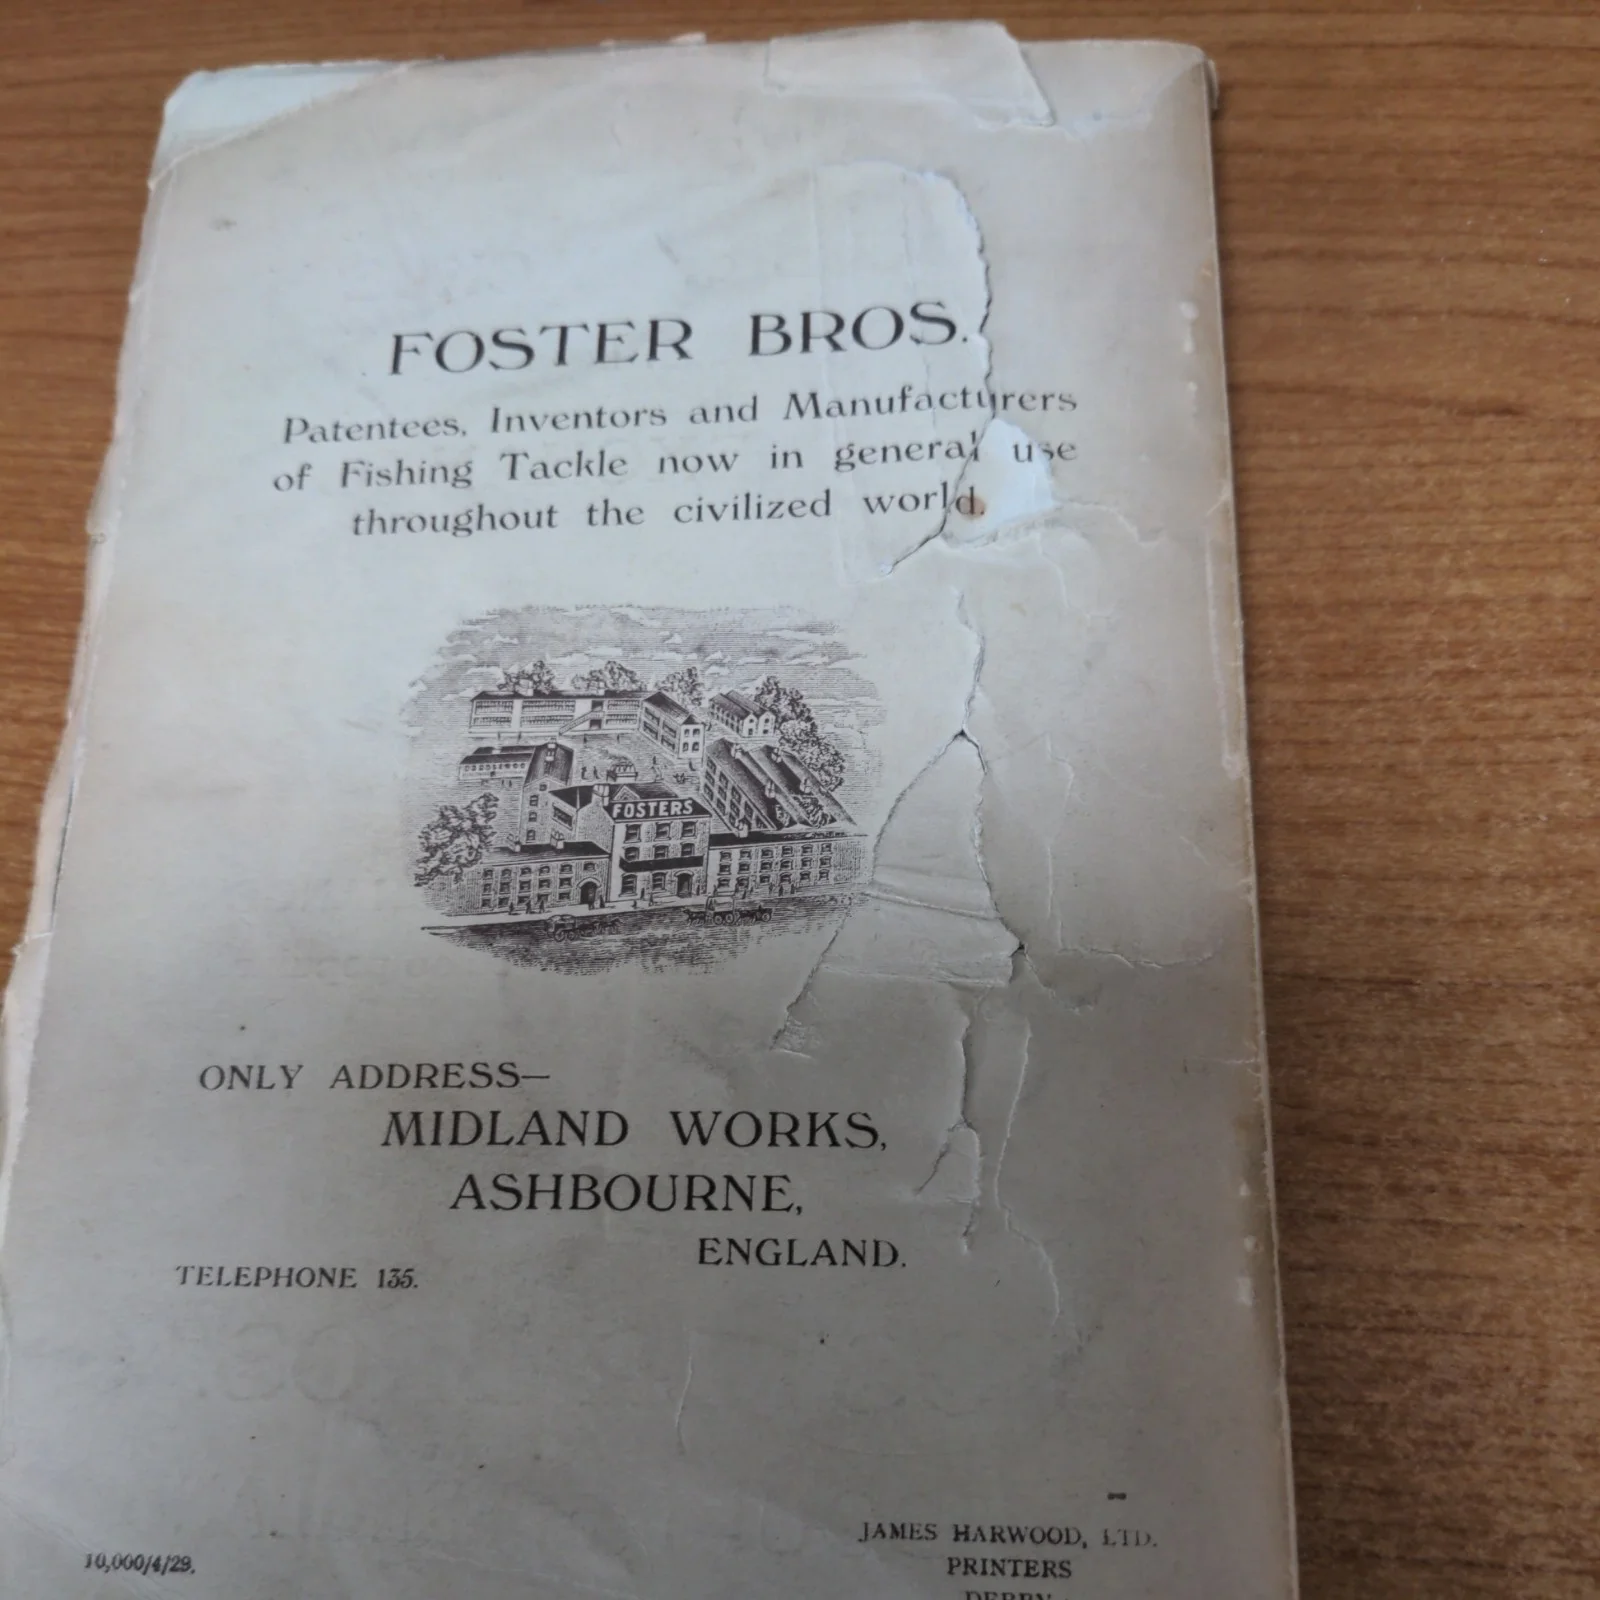 FOSTER BROS.
Patentees, Inventors and Manufacturers
of Fishing Tackle now in general use
throughout the civilized world.
FOSTERS
ONLY ADDRESS—
MIDLAND WORKS,
ASHBOURNE,
ENGLAND.
TELEPHONE 135.
JAMES HARWOOD, LTD.
PRINTERS
DERBY
10,000/4/29.